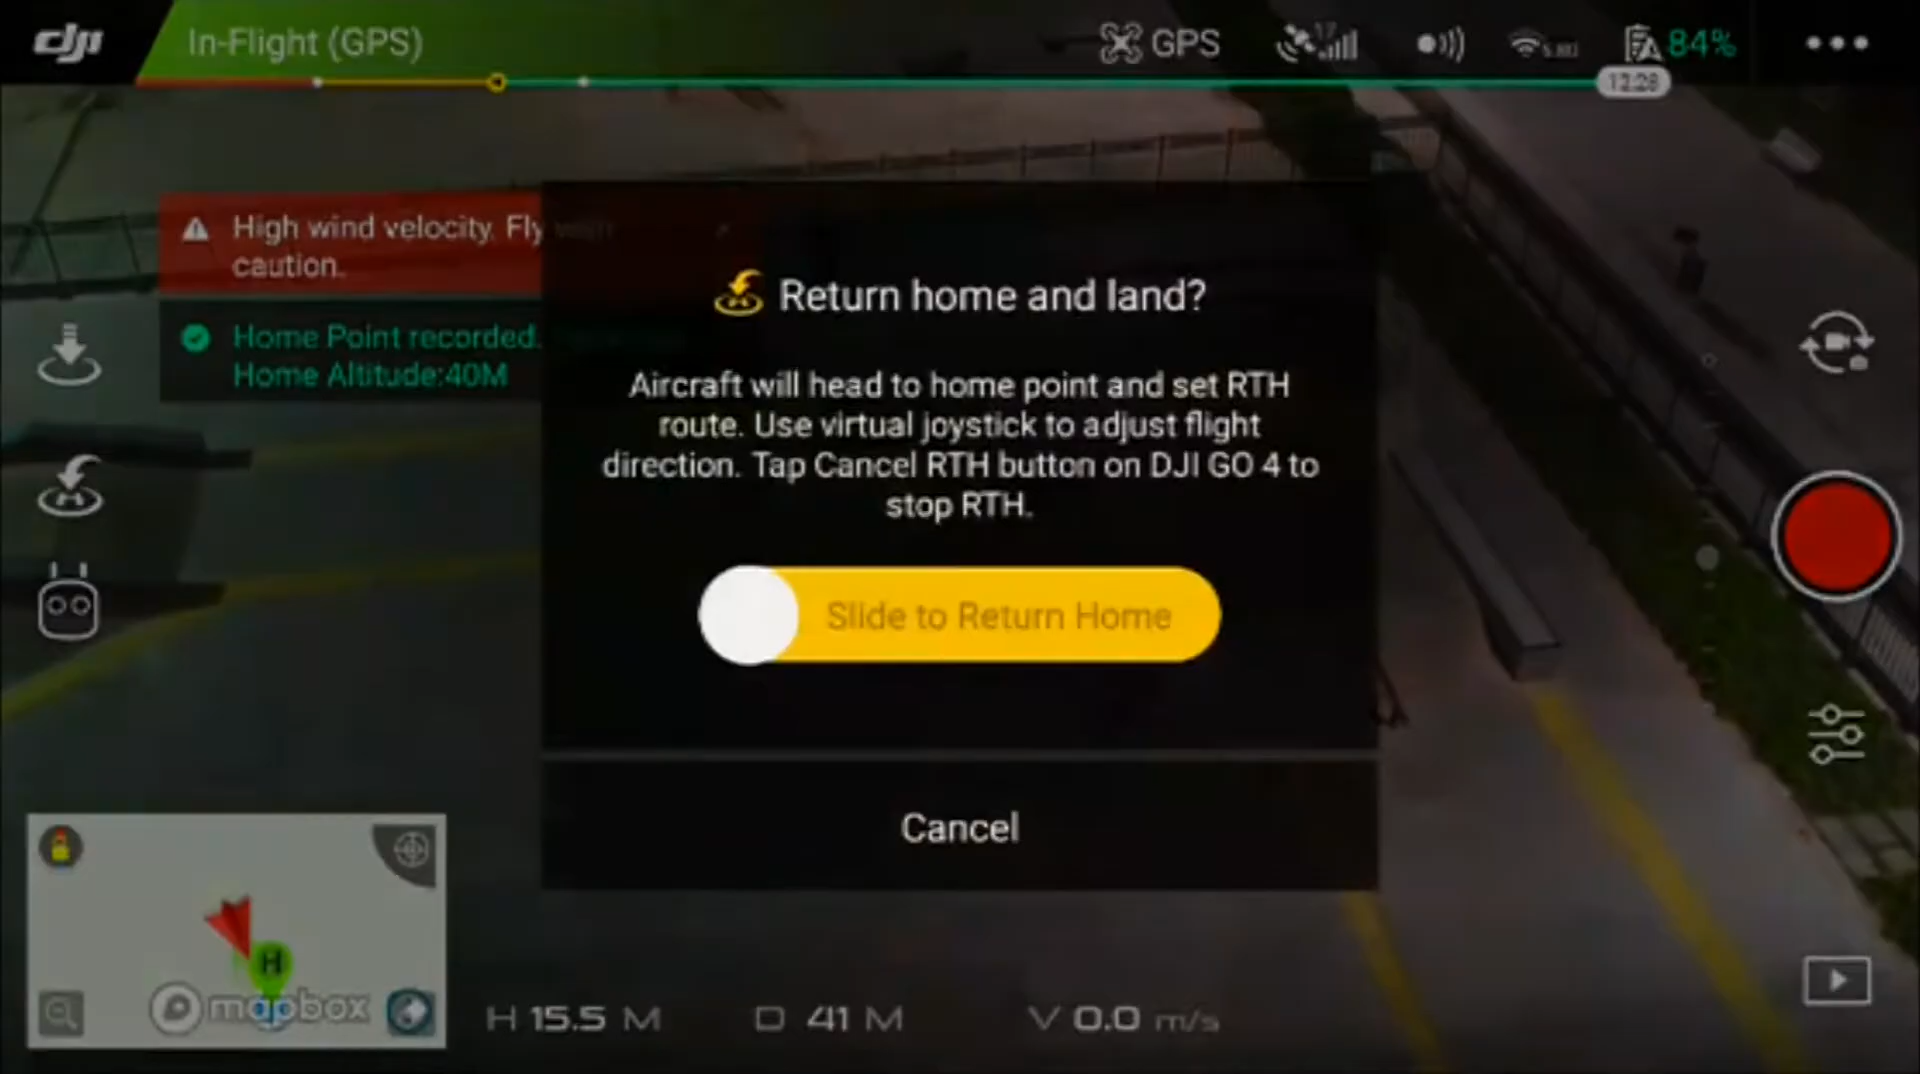 dji
In-Flight (GPS)
GPS
17
84%
12:28
High wind velocity. Fly with
caution.
Home Point recorded.
Home Altitude:40M
Return home and land?
Aircraft will head to home point and set RTH
route. Use virtual joystick to adjust flight
direction. Tap Cancel RTH button on DJI GO 4 to
stop RTH.
Slide to Return Home
Cancel
H
mapbox
H 15.5 M
D 41 M
V 0.0 m/s